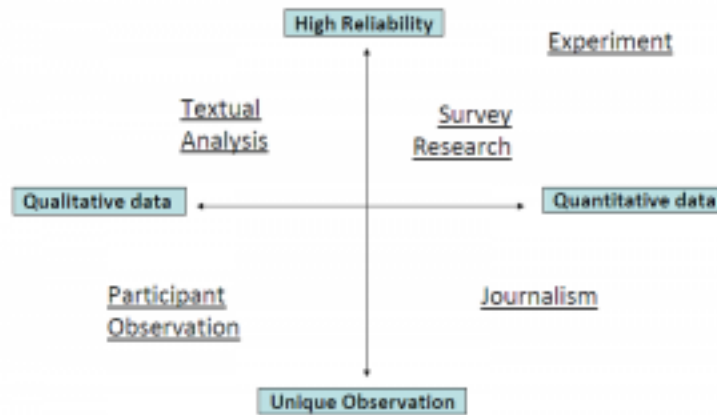 High Reliability
Experiment
Textual
Analysis
Survey
Research
Qualitative data
Quantitative data
Participant
Observation
Journalism
Unique Observation